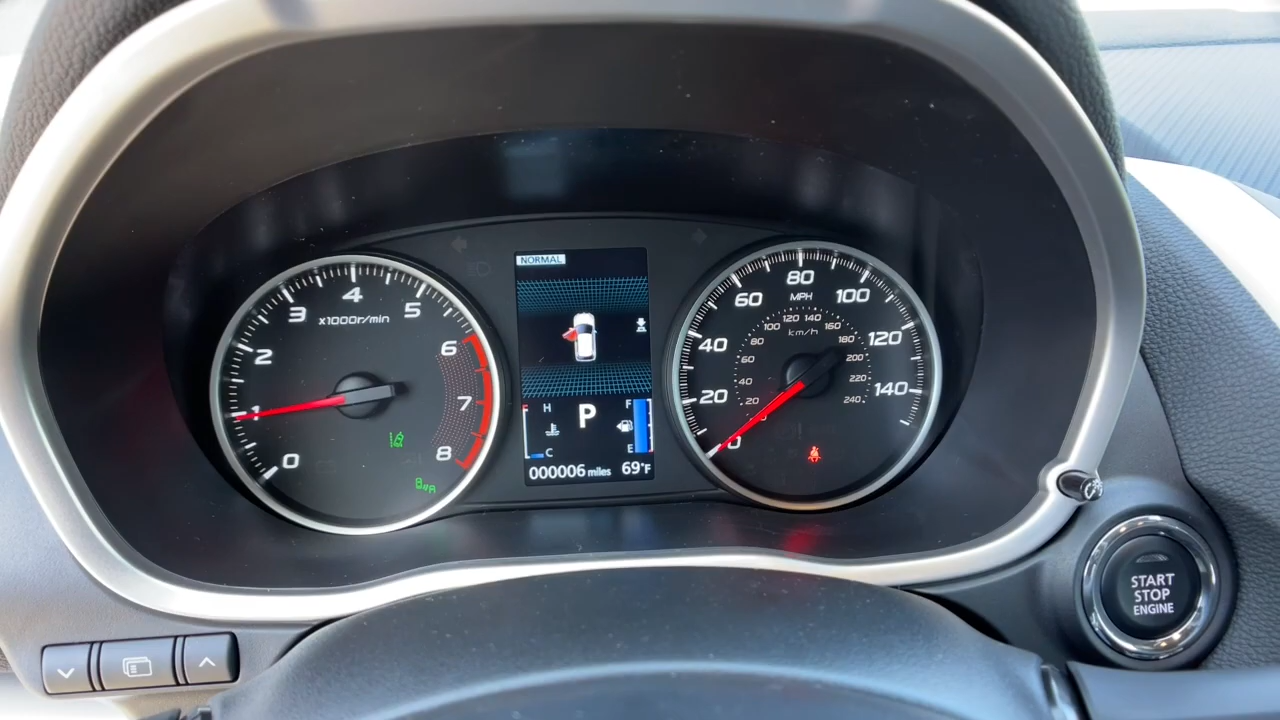 NORMAL
0
1
2
3
4
5
6
7
8
x1000r/min
H
C
P
F
E
000006 miles
69°F
0
20
40
60
80
100
120
140
MPH
km/h
20
40
60
80
100
120
140
160
180
200
220
240
A
START
STOP
ENGINE